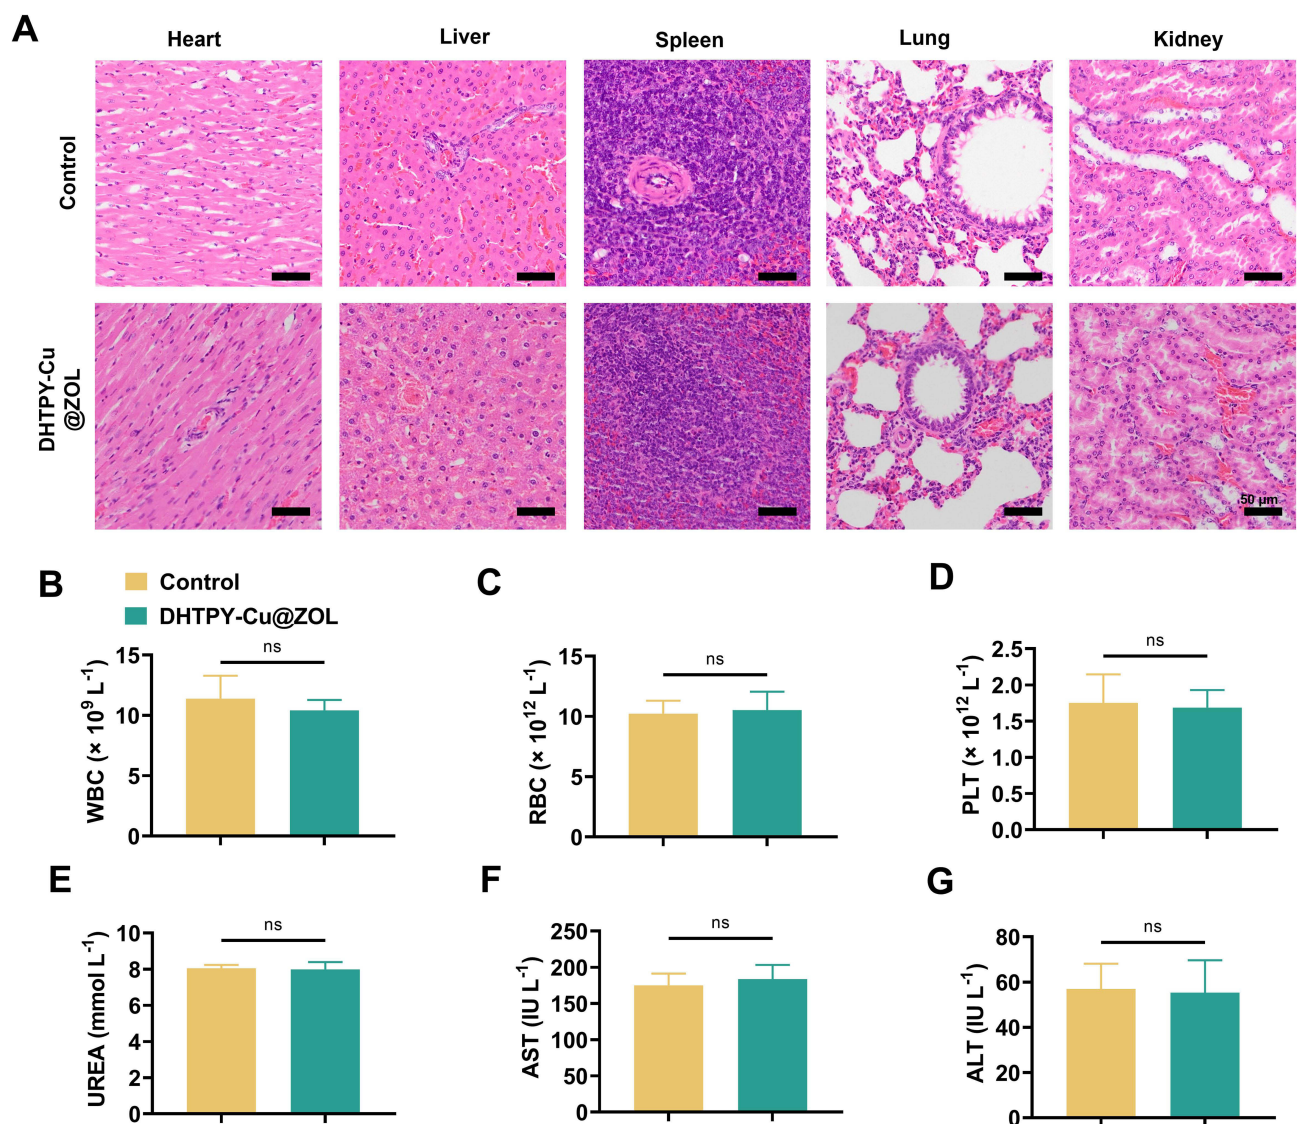 A
Heart Liver Spleen Lung Kidney
Control
DHTPY-Cu
@ZOL
50 μm
B
Control
DHTPY-Cu@ZOL
ns
WBC (× 10⁹ L⁻¹)
15
10
5
0
C
ns
RBC (× 10¹² L⁻¹)
15
10
5
0
D
ns
PLT (× 10¹² L⁻¹)
2.5
2.0
1.5
1.0
0.5
0.0
E
ns
UREA (mmol L⁻¹)
10
8
6
4
2
0
F
ns
AST (IU L⁻¹)
250
200
150
100
50
0
G
ns
ALT (IU L⁻¹)
80
60
40
20
0